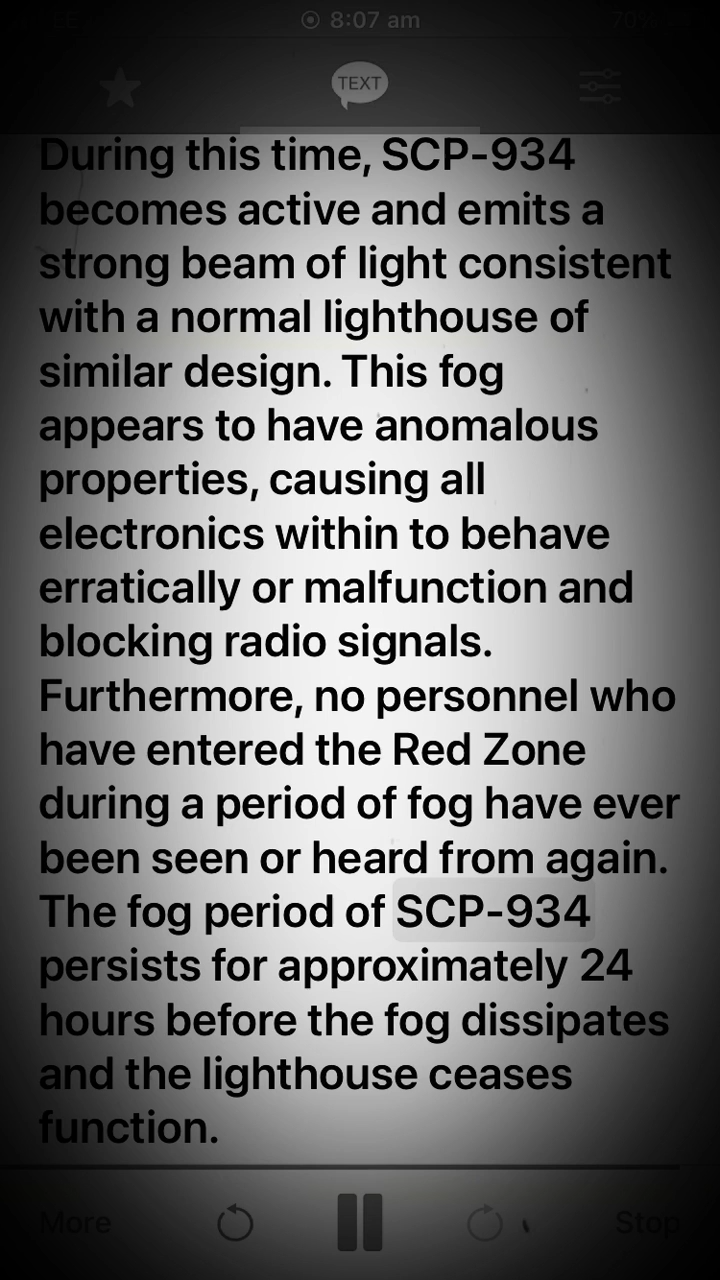 EE
8:07 am
70%
TEXT
During this time, SCP-934
becomes active and emits a
strong beam of light consistent
with a normal lighthouse of
similar design. This fog
appears to have anomalous
properties, causing all
electronics within to behave
erratically or malfunction and
blocking radio signals.
Furthermore, no personnel who
have entered the Red Zone
during a period of fog have ever
been seen or heard from again.
The fog period of SCP-934
persists for approximately 24
hours before the fog dissipates
and the lighthouse ceases
function.
More
Stop